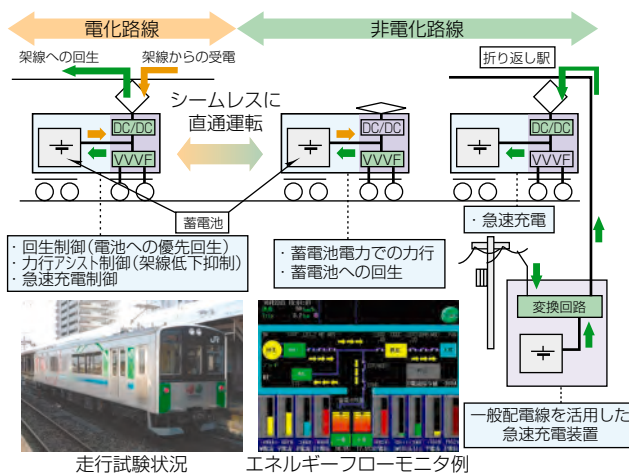 電化路線
非電化路線
架線への回生
架線からの受電
折り返し駅
シームレスに
直通運転
DC/DC
VVVF
DC/DC
VVVF
DC/DC
VVVF
蓄電池
・回生制御(電池への優先回生)
・力行アシスト制御(架線低下抑制)
・急速充電制御
・蓄電池電力での力行
・蓄電池への回生
・急速充電
変換回路
一般配電線を活用した
急速充電装置
走行試験状況
エネルギーフローモニタ例